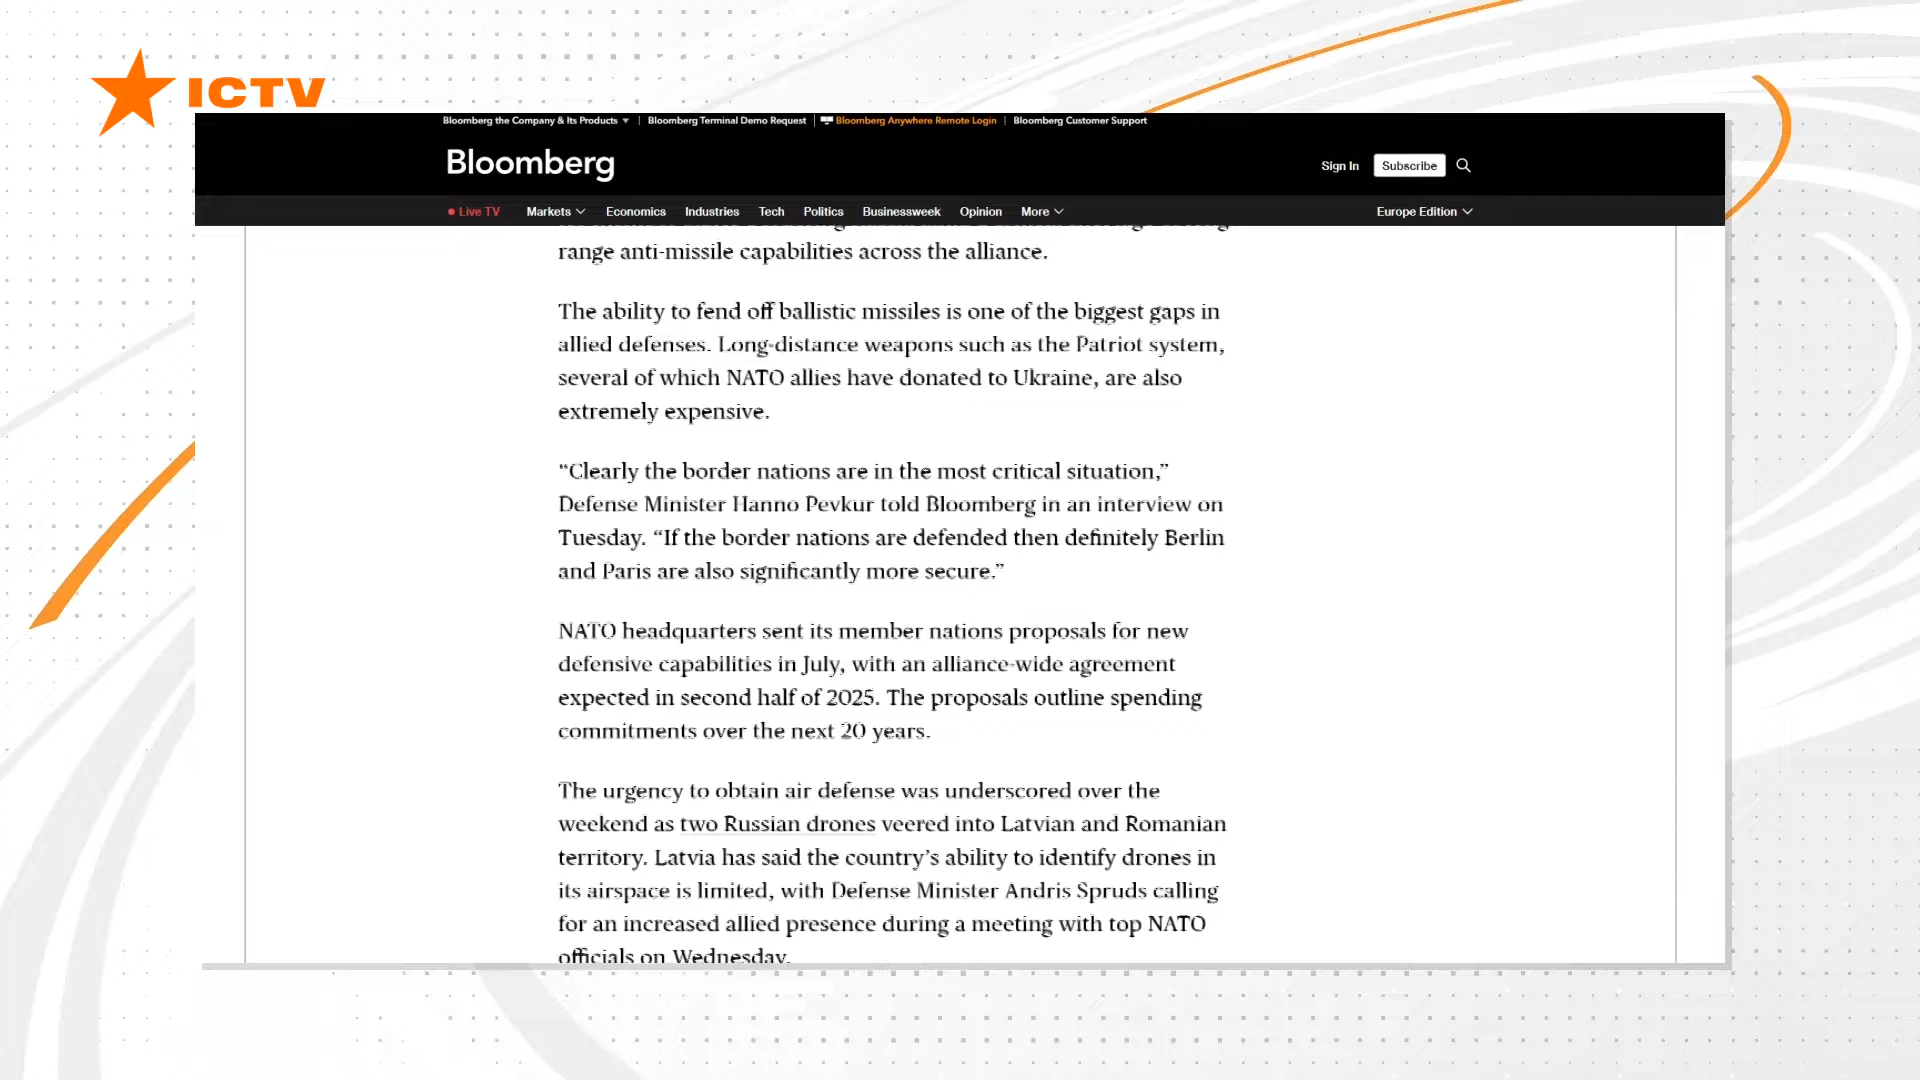 ICTV
Bloomberg the Company & Its Products
Bloomberg Terminal Demo Request
Bloomberg Anywhere Remote Login
Bloomberg Customer Support
Bloomberg
Sign In
Subscribe
Live TV
Markets
Economics
Industries
Tech
Politics
Businessweek
Opinion
More
Europe Edition
range anti-missile capabilities across the alliance.
The ability to fend off ballistic missiles is one of the biggest gaps in
allied defenses. Long-distance weapons such as the Patriot system,
several of which NATO allies have donated to Ukraine, are also
extremely expensive.
“Clearly the border nations are in the most critical situation,”
Defense Minister Hanno Pevkur told Bloomberg in an interview on
Tuesday. “If the border nations are defended then definitely Berlin
and Paris are also significantly more secure.”
NATO headquarters sent its member nations proposals for new
defensive capabilities in July, with an alliance-wide agreement
expected in second half of 2025. The proposals outline spending
commitments over the next 20 years.
The urgency to obtain air defense was underscored over the
weekend as two Russian drones veered into Latvian and Romanian
territory. Latvia has said the country’s ability to identify drones in
its airspace is limited, with Defense Minister Andris Spruds calling
for an increased allied presence during a meeting with top NATO
officials on Wednesday.